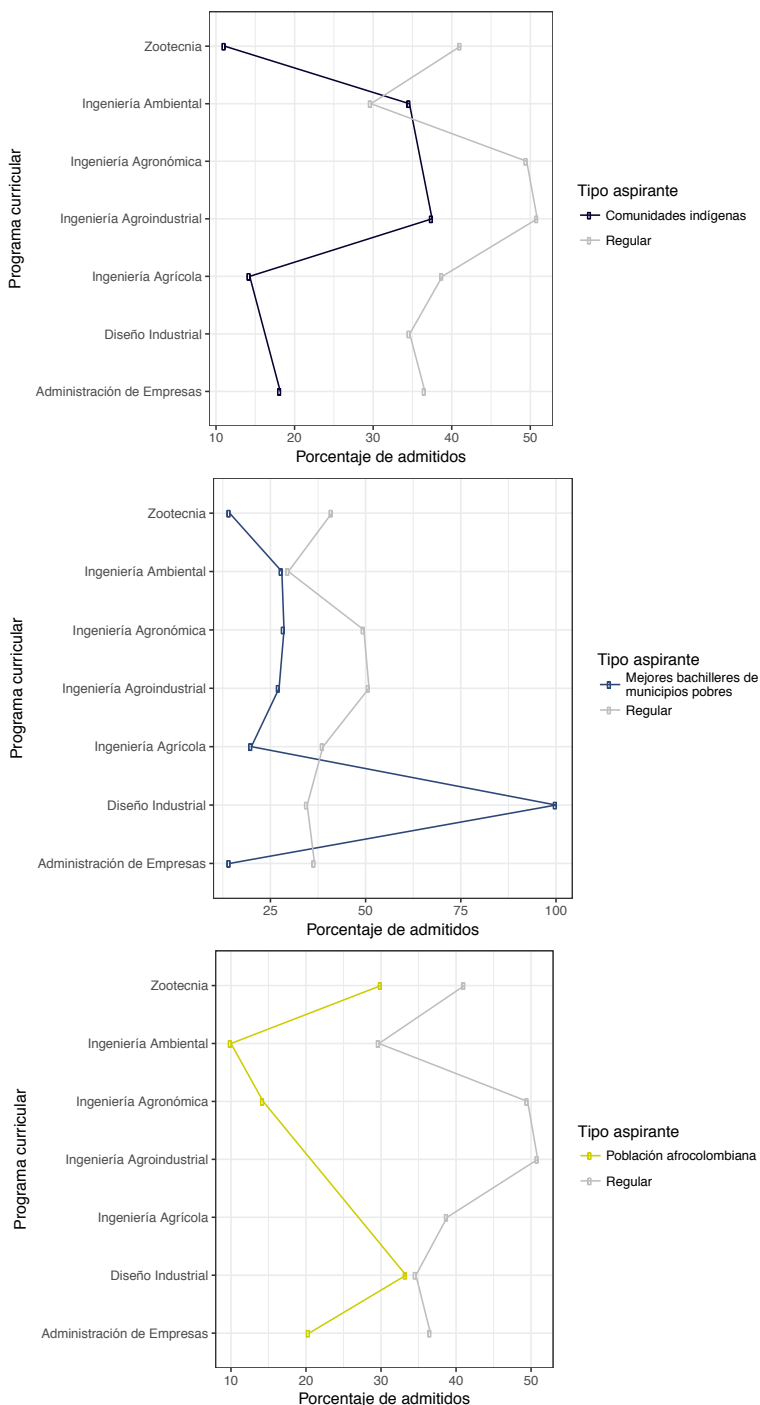 Programa curricular
Zootecnia
Ingeniería Ambiental
Ingeniería Agronómica
Ingeniería Agroindustrial
Ingeniería Agrícola
Diseño Industrial
Administración de Empresas
10 20 30 40 50
Porcentaje de admitidos
Tipo aspirante
Comunidades indígenas
Regular
Programa curricular
Zootecnia
Ingeniería Ambiental
Ingeniería Agronómica
Ingeniería Agroindustrial
Ingeniería Agrícola
Diseño Industrial
Administración de Empresas
25 50 75 100
Porcentaje de admitidos
Tipo aspirante
Mejores bachilleres de
municipios pobres
Regular
Programa curricular
Zootecnia
Ingeniería Ambiental
Ingeniería Agronómica
Ingeniería Agroindustrial
Ingeniería Agrícola
Diseño Industrial
Administración de Empresas
10 20 30 40 50
Porcentaje de admitidos
Tipo aspirante
Población afrocolombiana
Regular